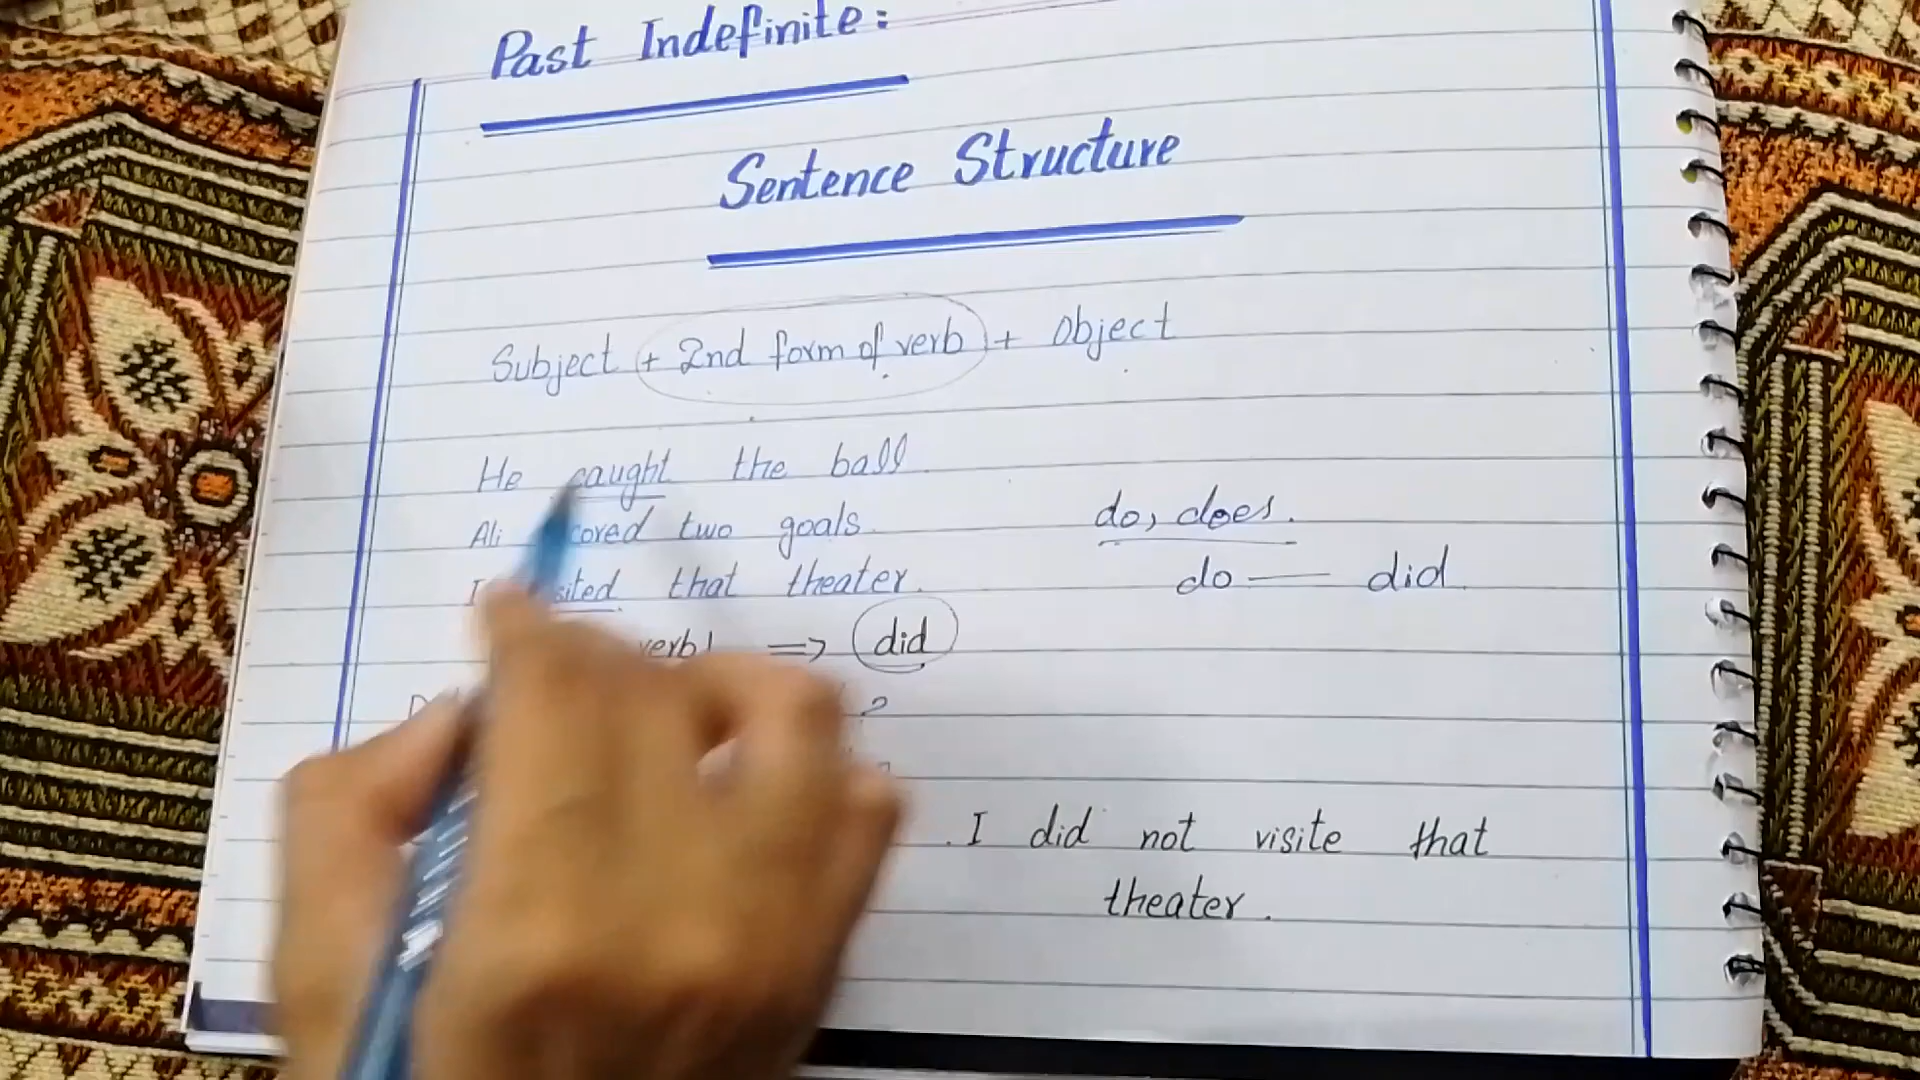 Past Indefinite:
Sentence Structure
Subject + 2nd form of verb + Object
He caught the ball.
Ali two goals.
do, does.
I that theater.
do — did
=> did
?
I did not visite that
theater.